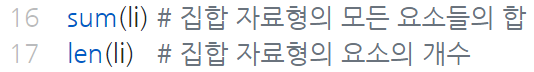 16 sum(li) # 집합 자료형의 모든 요소들의 합
17 len(li) # 집합 자료형의 요소의 개수